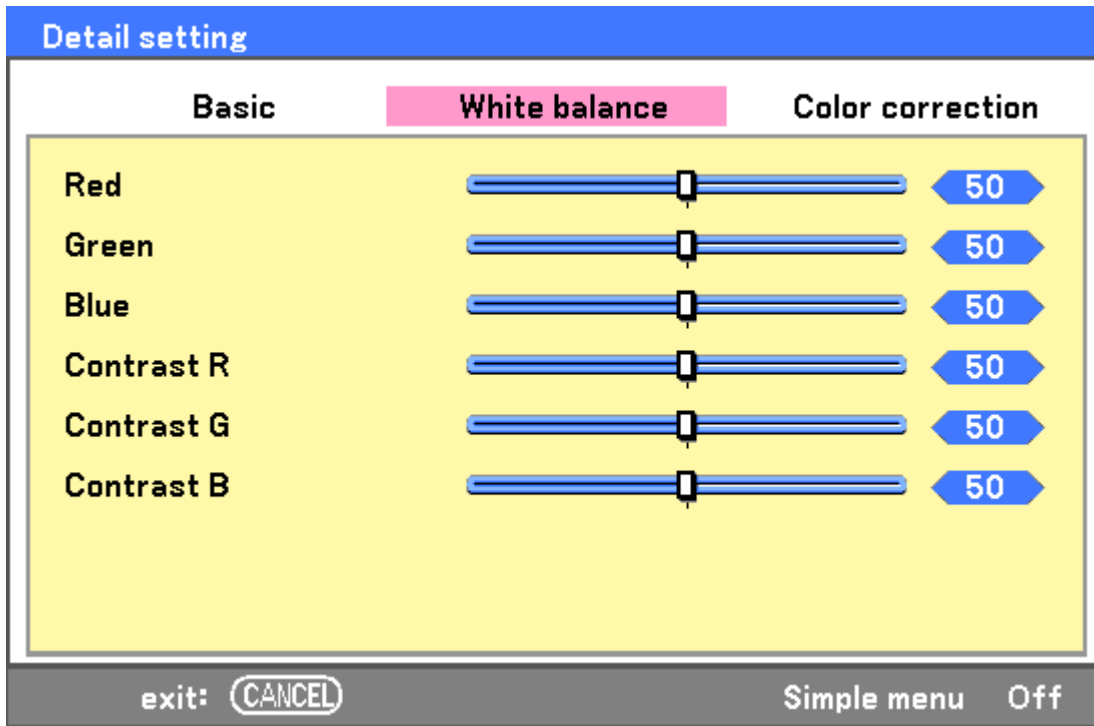 Detail setting
Basic White balance Color correction
Red 50
Green 50
Blue 50
Contrast R 50
Contrast G 50
Contrast B 50
exit: CANCEL Simple menu Off